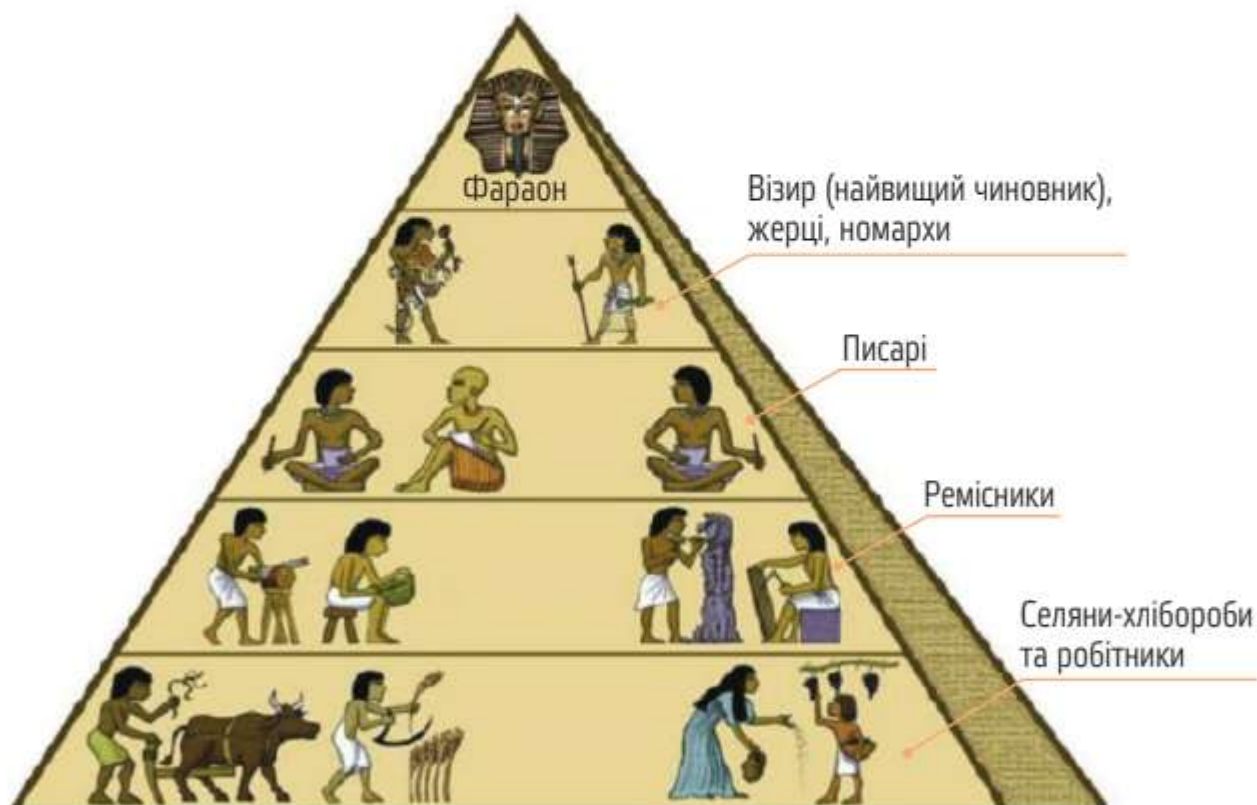 Фараон
Візир (найвищий чиновник),
жерці, номархи
Писарі
Ремісники
Селяни-хлібороби
та робітники